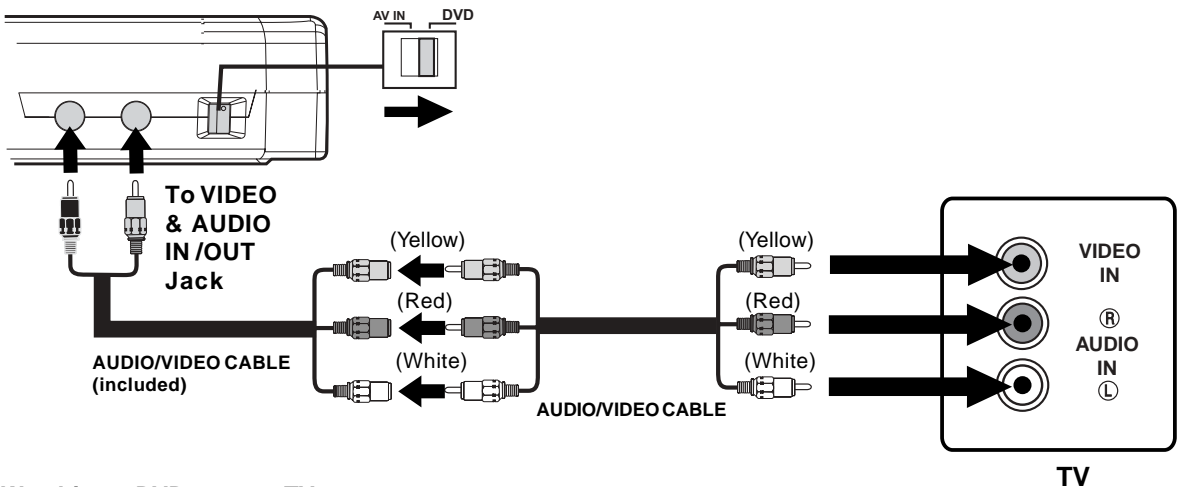 AV IN DVD
To VIDEO
& AUDIO
IN /OUT
Jack
(Yellow)
(Red)
(White)
AUDIO/VIDEO CABLE
(included)
AUDIO/VIDEO CABLE
(Yellow)
(Red)
(White)
VIDEO
IN
R
AUDIO
IN
L
TV